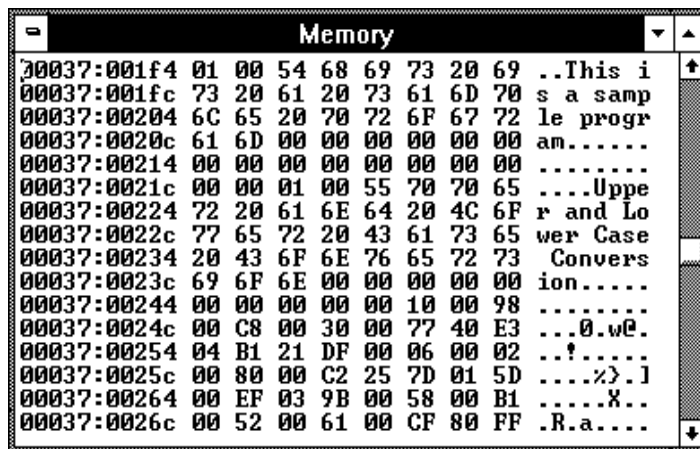 Memory
00037:001f4 01 00 54 68 69 73 20 69 ..This i
00037:001fc 73 20 61 20 73 61 6D 70 s a samp
00037:00204 6C 65 20 70 72 6F 67 72 le progr
00037:0020c 61 6D 00 00 00 00 00 00 am......
00037:00214 00 00 00 00 00 00 00 00 ........
00037:0021c 00 00 01 00 55 70 70 65 ....Uppe
00037:00224 72 20 61 6E 64 20 4C 6F r and Lo
00037:0022c 77 65 72 20 43 61 73 65 wer Case
00037:00234 20 43 6F 6E 76 65 72 73  Convers
00037:0023c 69 6F 6E 00 00 00 00 00 ion.....
00037:00244 00 00 00 00 00 10 00 98 ........
00037:0024c 00 C8 00 30 00 77 40 E3 ...0.w@.
00037:00254 04 B1 21 DF 00 06 00 02 ..!.....
00037:0025c 00 80 00 C2 25 7D 01 5D ....%}.]
00037:00264 00 EF 03 9B 00 58 00 B1 .....X..
00037:0026c 00 52 00 61 00 CF 80 FF .R.a....